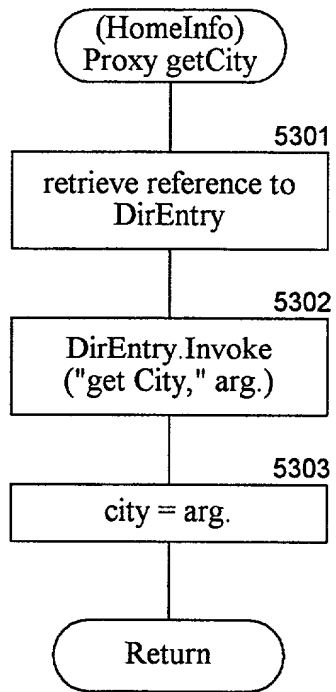 (HomeInfo)
Proxy getCity
5301
retrieve reference to
DirEntry
5302
DirEntry.Invoke
("get City," arg.)
5303
city = arg.
Return